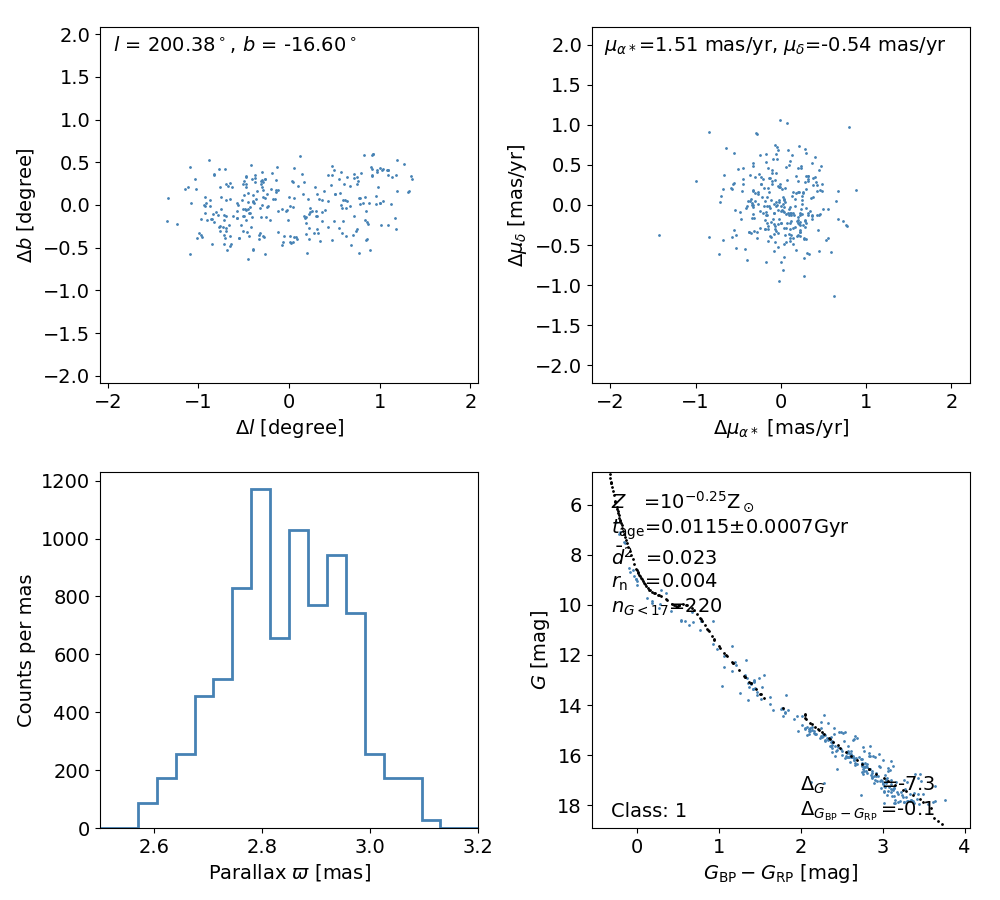 l = 200.38°, b = -16.60°
2.0
1.5
1.0
0.5
0.0
−0.5
−1.0
−1.5
−2.0
Δb [degree]
−2 −1 0 1 2
Δl [degree]
μα*=1.51 mas/yr, μδ=-0.54 mas/yr
2.0
1.5
1.0
0.5
0.0
−0.5
−1.0
−1.5
−2.0
Δμδ [mas/yr]
−2 −1 0 1 2
Δμα* [mas/yr]
1200
1000
800
600
400
200
0
Counts per mas
2.6 2.8 3.0 3.2
Parallax ϖ [mas]
Z =10^−0.25 Z⊙
tage=0.0115±0.0007Gyr
d̄² =0.023
rn =0.004
nG<17=220
6
8
10
12
14
16
18
G [mag]
ΔG =-7.3
Class: 1 ΔGBP−GRP =-0.1
0 1 2 3 4
GBP − GRP [mag]